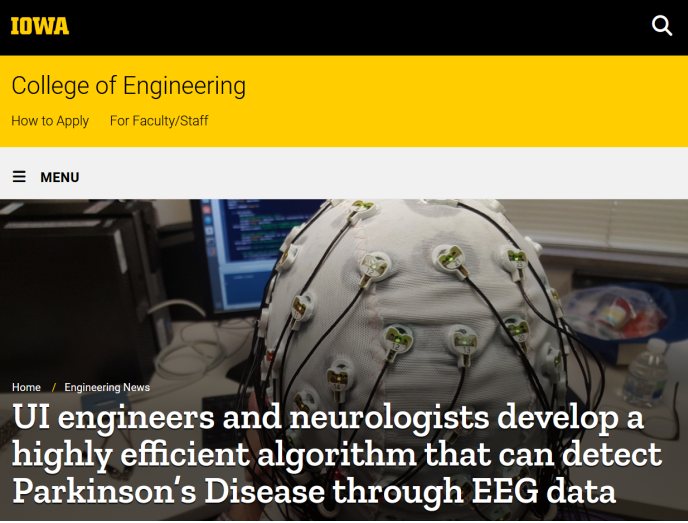 IOWA
College of Engineering
How to Apply For Faculty/Staff
MENU
Home / Engineering News
UI engineers and neurologists develop a
highly efficient algorithm that can detect
Parkinson's Disease through EEG data